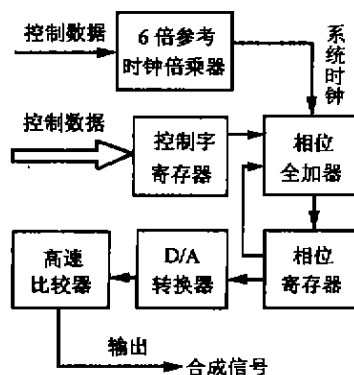 控制数据
6倍参考
时钟倍乘器
系统时钟
控制数据
控制字
寄存器
相位
全加器
高速
比较器
D/A
转换器
相位
寄存器
输出
合成信号